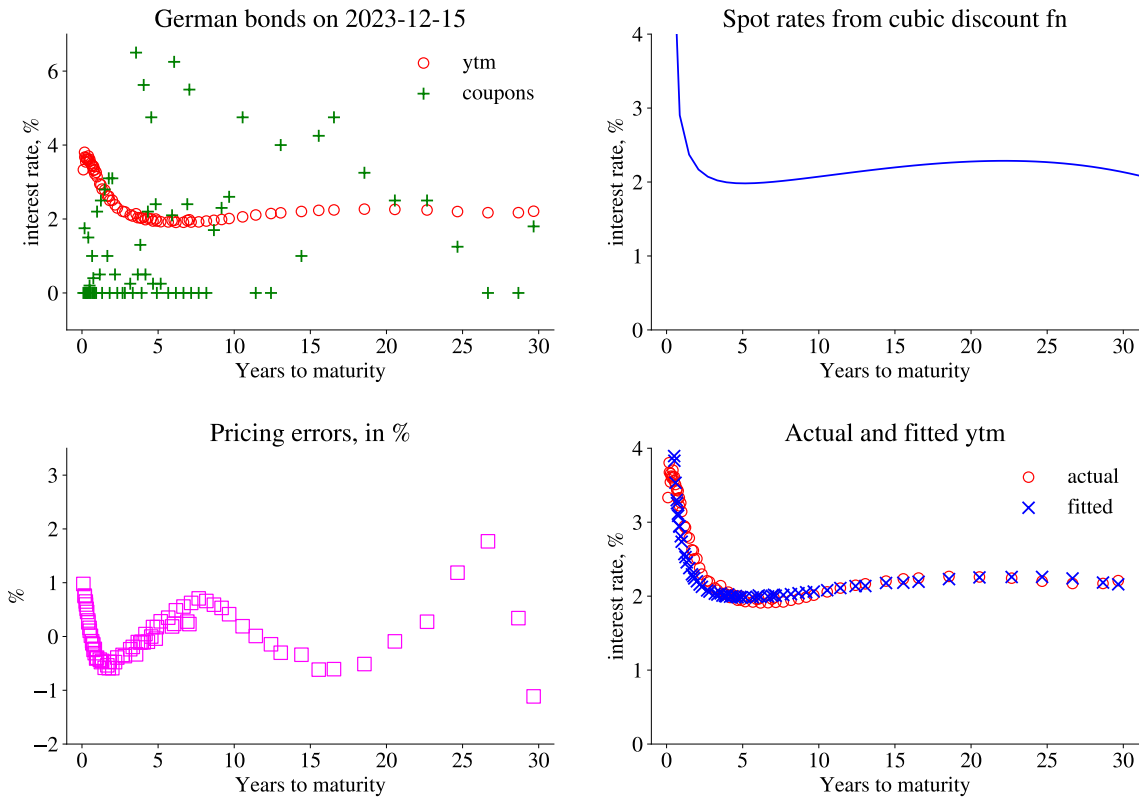 German bonds on 2023-12-15
interest rate, %
6
4
2
0
ytm
coupons
0 5 10 15 20 25 30
Years to maturity
Spot rates from cubic discount fn
interest rate, %
4
3
2
1
0
0 5 10 15 20 25 30
Years to maturity
Pricing errors, in %
%
3
2
1
0
−1
−2
0 5 10 15 20 25 30
Years to maturity
Actual and fitted ytm
interest rate, %
4
3
2
1
0
actual
fitted
0 5 10 15 20 25 30
Years to maturity